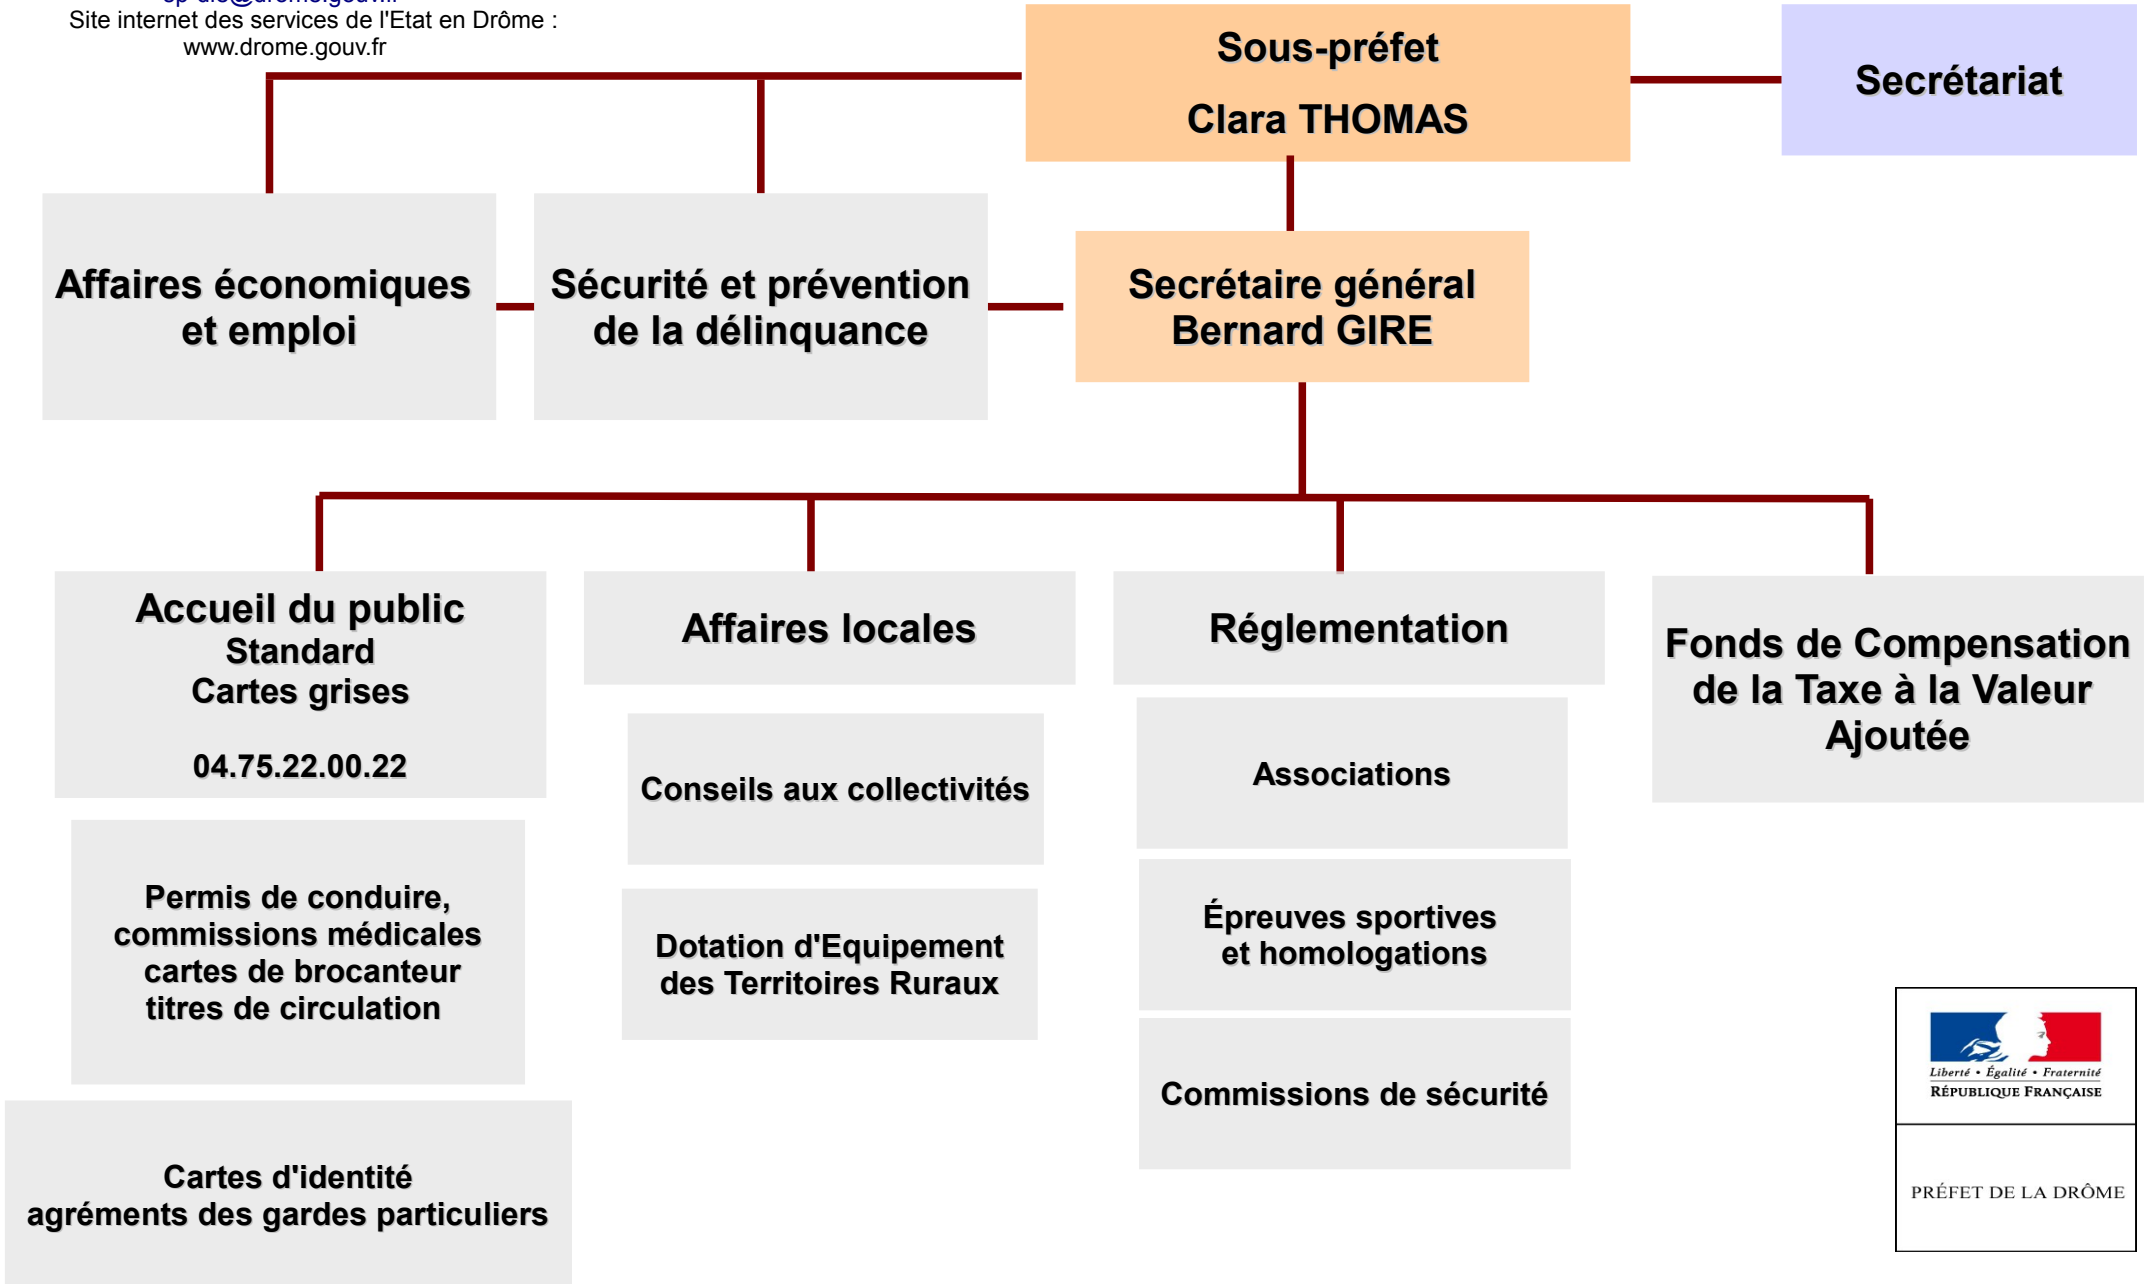 Site internet des services de l'Etat en Drôme :
www.drome.gouv.fr
Sous-préfet
Clara THOMAS
Secrétariat
Affaires économiques
et emploi
Sécurité et prévention
de la délinquance
Secrétaire général
Bernard GIRE
Accueil du public
Standard
Cartes grises
04.75.22.00.22
Permis de conduire,
commissions médicales
cartes de brocanteur
titres de circulation
Cartes d'identité
agréments des gardes particuliers
Affaires locales
Conseils aux collectivités
Dotation d'Equipement
des Territoires Ruraux
Réglementation
Associations
Épreuves sportives
et homologations
Commissions de sécurité
Fonds de Compensation
de la Taxe à la Valeur
Ajoutée
Liberté • Égalité • Fraternité
RÉPUBLIQUE FRANÇAISE
PRÉFET DE LA DRÔME